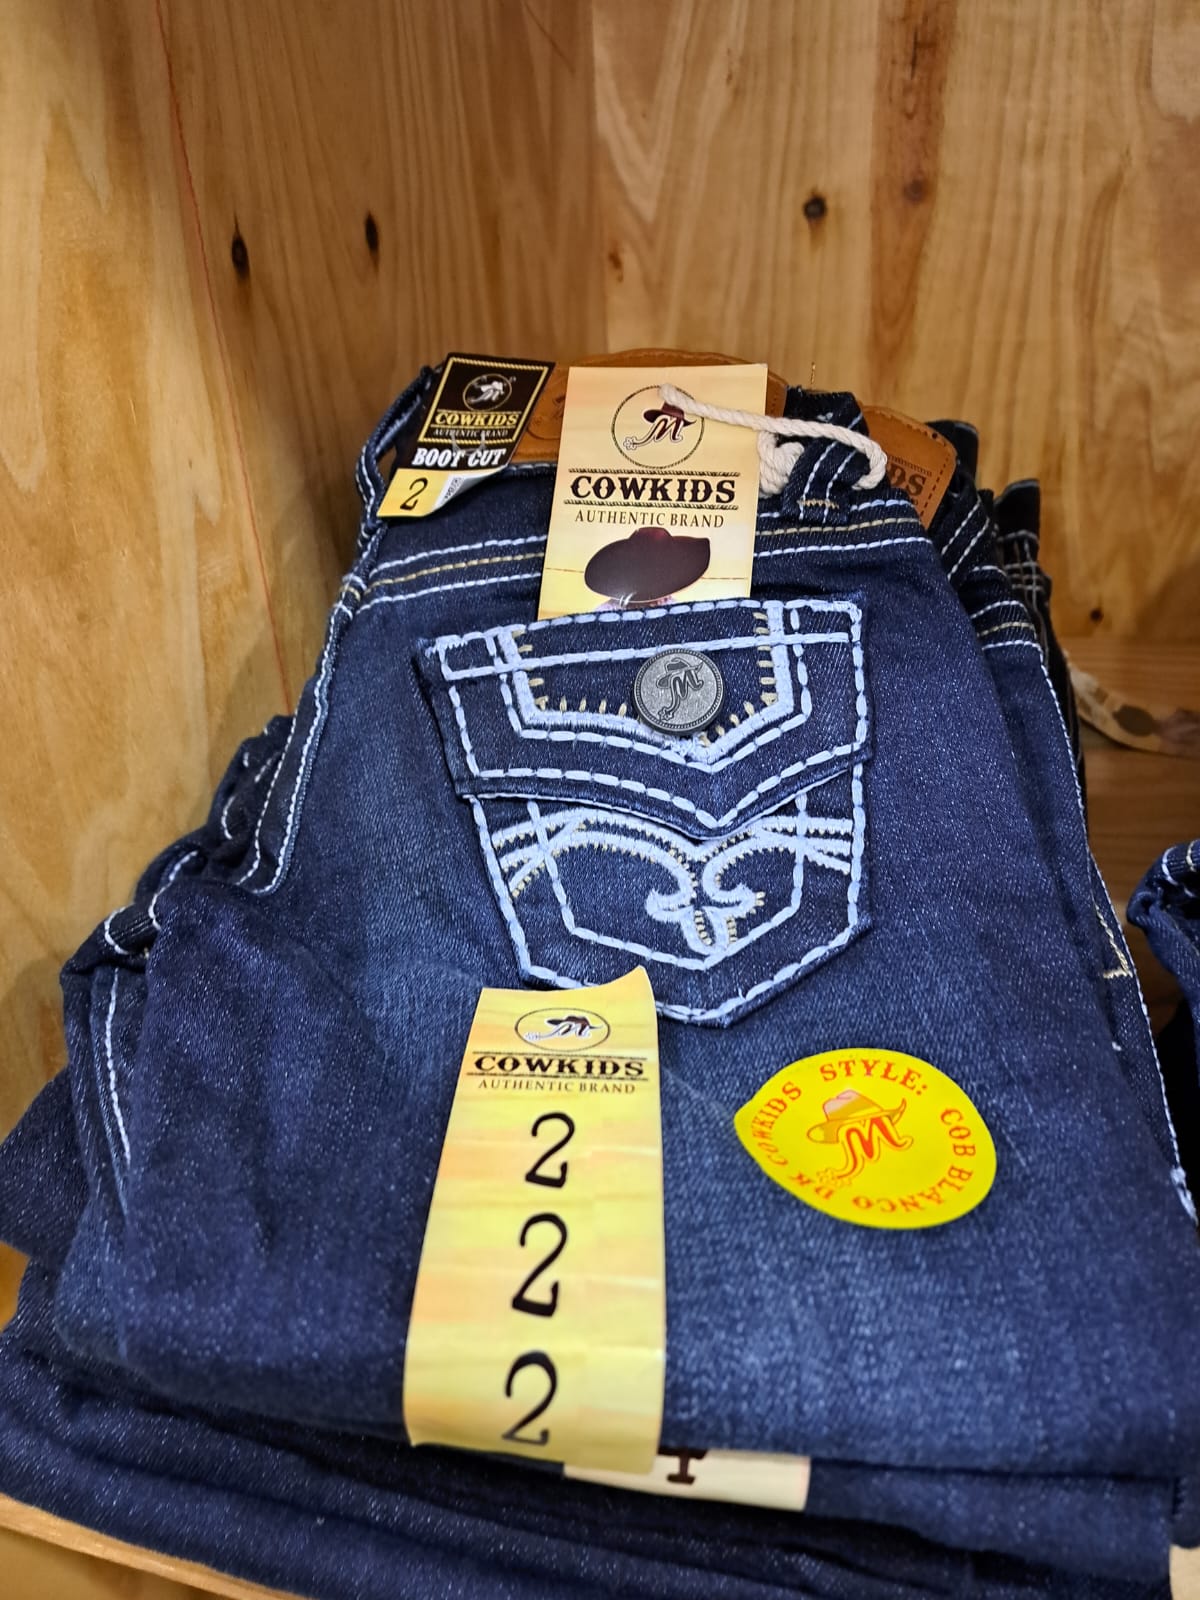 COWKIDS
AUTHENTIC BRAND
BOOT CUT
2
M
COWKIDS
AUTHENTIC BRAND
M
M
COWKIDS
AUTHENTIC BRAND
2
2
2
COWKIDS STYLE: COB BLANCO DK
M